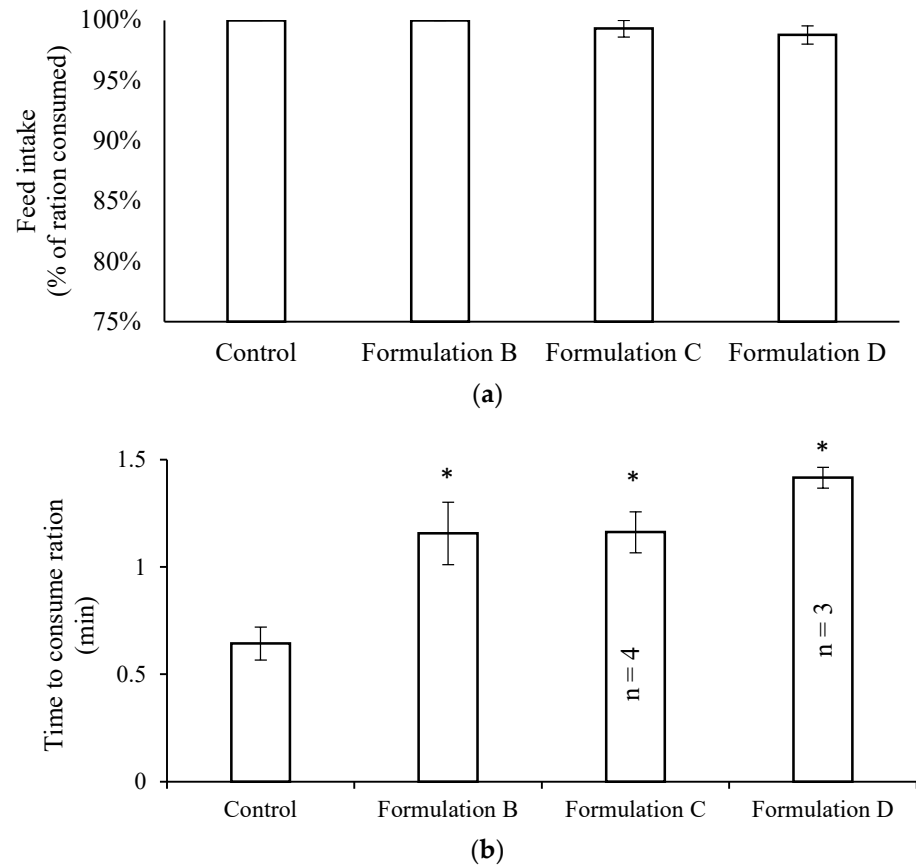 100%
95%
90%
85%
80%
75%
Feed intake
(% of ration consumed)
Control
Formulation B
Formulation C
Formulation D
(a)
1.5
1
0.5
0
Time to consume ration
(min)
*
*
*
n = 4
n = 3
Control
Formulation B
Formulation C
Formulation D
(b)